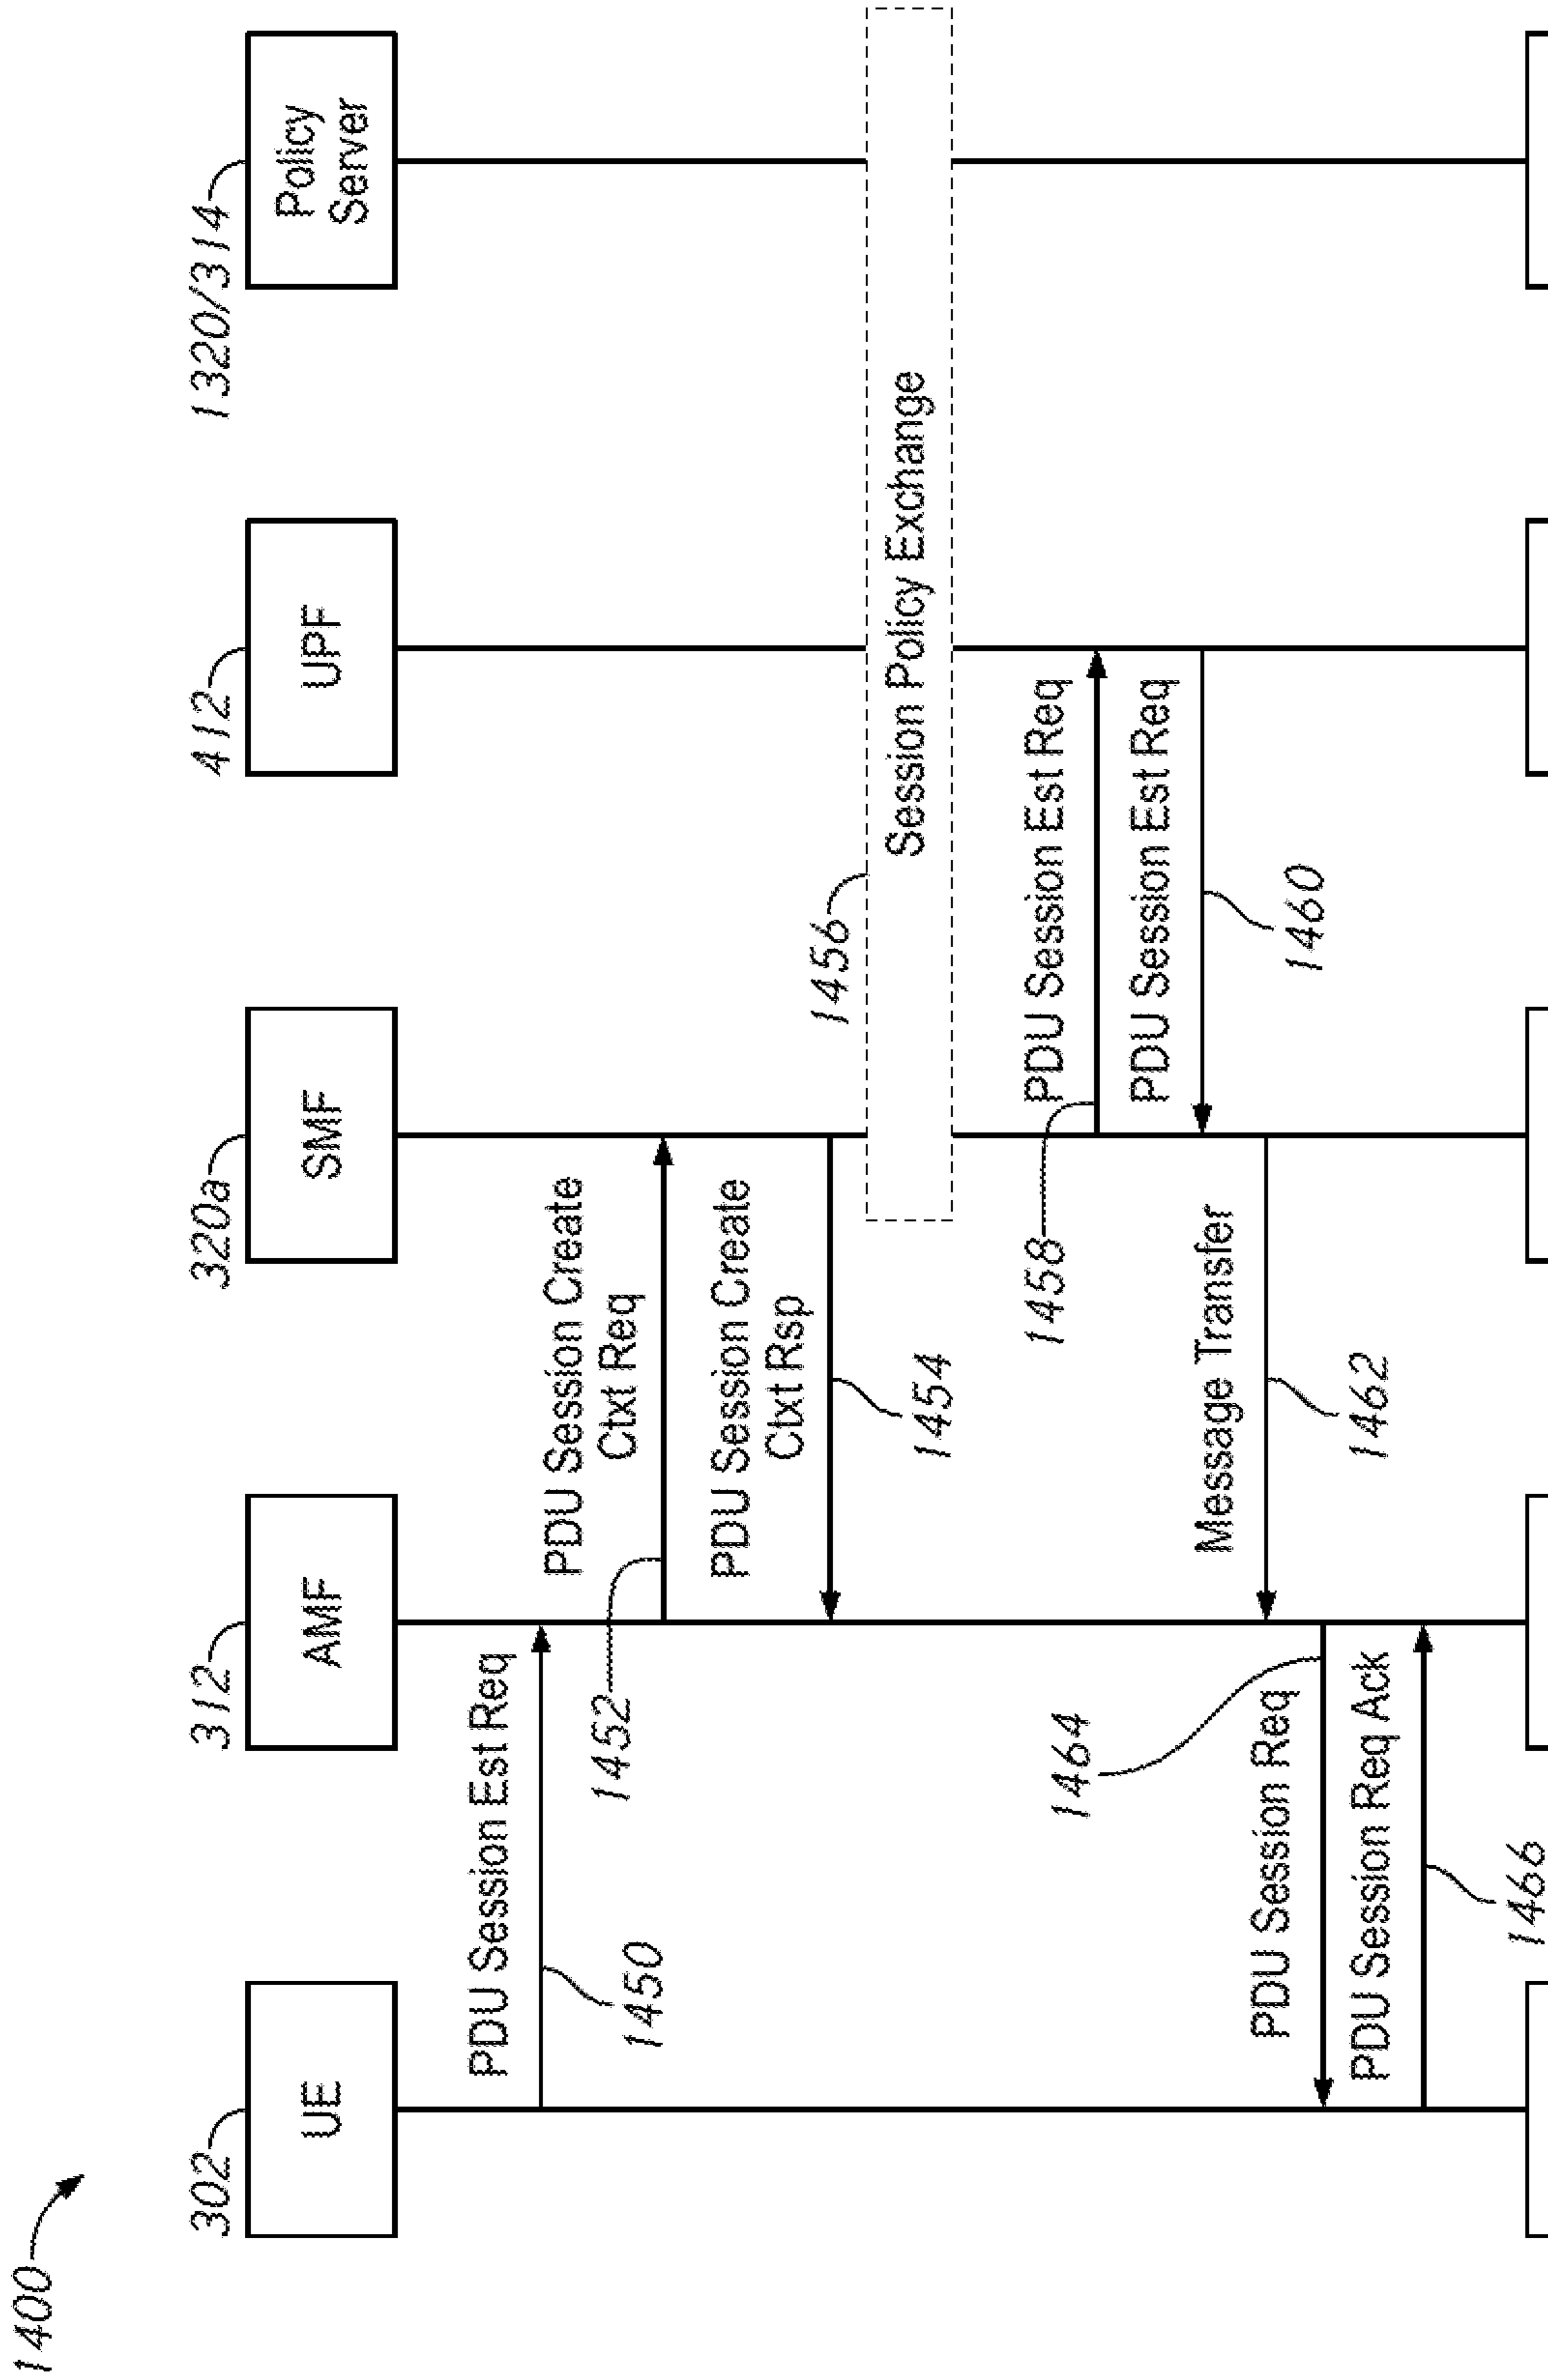 1400
302
312
320a
412
1320/314
UE
AMF
SMF
UPF
Policy
Server
PDU Session Est Req
1450
PDU Session Create
Ctxt Req
1452
PDU Session Create
Ctxt Rsp
1454
1456
Session Policy Exchange
1458
PDU Session Est Req
PDU Session Est Req
1460
Message Transfer
1462
1464
PDU Session Req
PDU Session Req Ack
1466